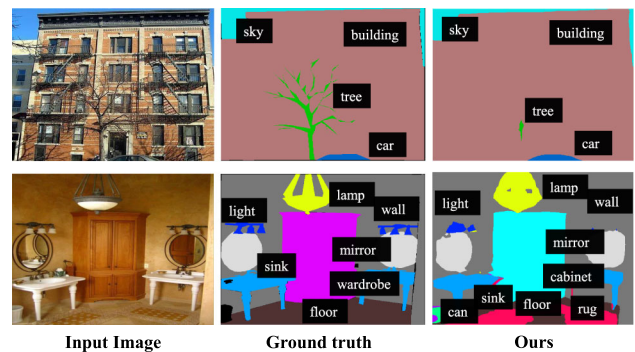 sky
building
tree
car
sky
building
tree
car
light
lamp
wall
mirror
sink
wardrobe
floor
light
lamp
wall
mirror
cabinet
sink
floor
can
rug
Input Image
Ground truth
Ours